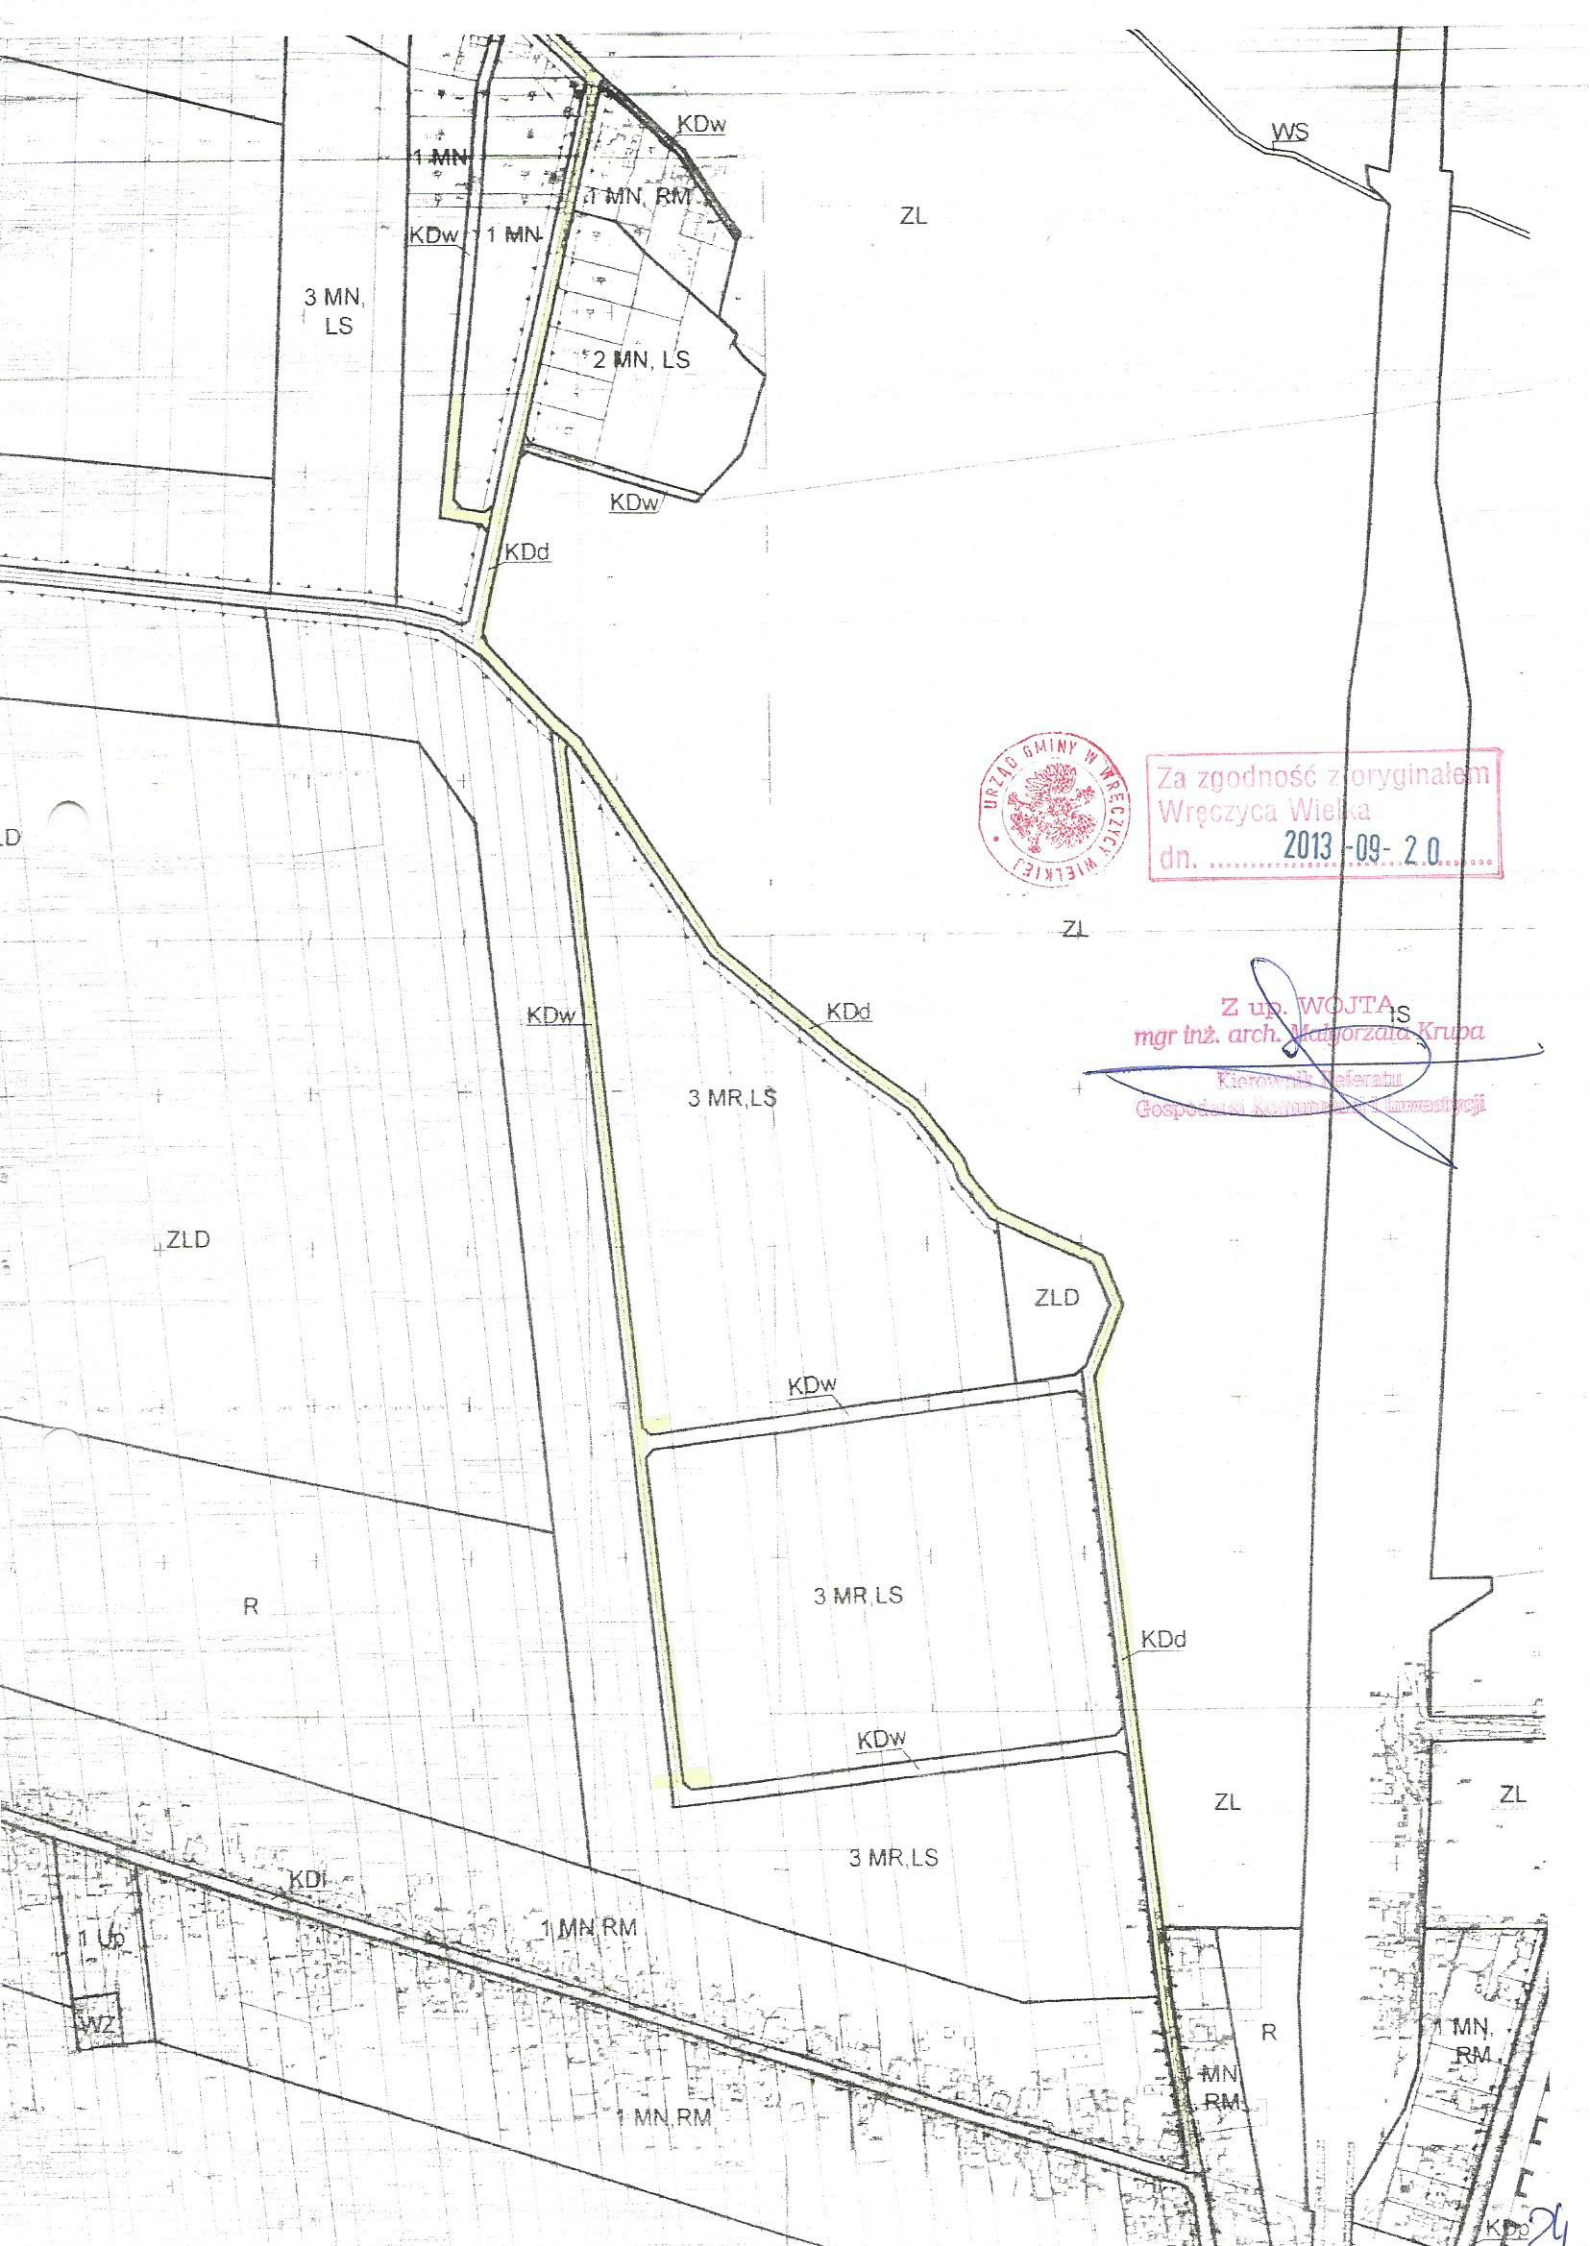 KDw
WS
1 MN
1 MN, RM
ZL
KDw
1 MN
3 MN,
LS
2 MN, LS
KDw
KDd
URZĄD GMINY W WRĘCZYCY WIELKIEJ
Za zgodność z oryginałem
Wręczyca Wielka
dn. 2013 -09- 20
LD
ZL
KDw
KDd
Z up. WÓJTA
IS
mgr inż. arch. Małgorzata Krupa
Kierownik Referatu
Gospodarki Komunalnej i Inwestycji
3 MR,LS
ZLD
ZLD
KDw
3 MR,LS
R
KDd
KDw
ZL
ZL
3 MR,LS
KDl
1 MN,RM
1 Up
WZ
R
1 MN,
RM
1 MN,
RM
1 MN,RM
KDp
24